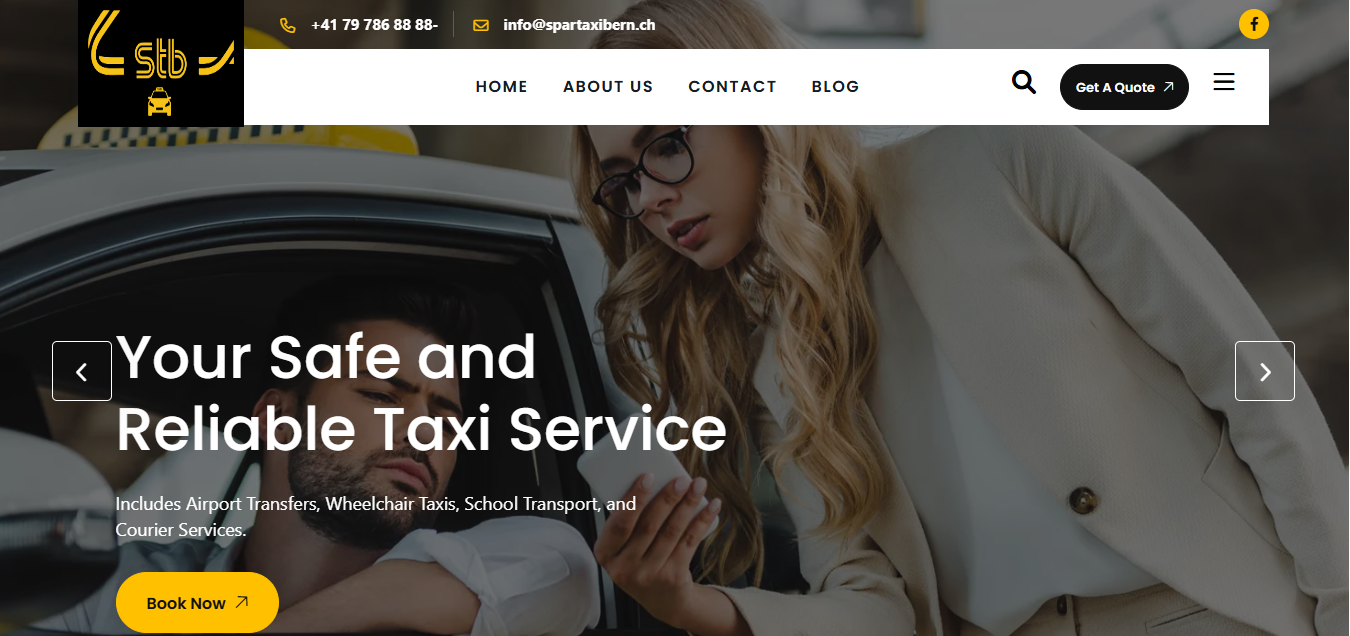 +41 79 786 88 88-
info@spartaxibern.ch
stb
HOME
ABOUT US
CONTACT
BLOG
Get A Quote
Your Safe and
Reliable Taxi Service
Includes Airport Transfers, Wheelchair Taxis, School Transport, and
Courier Services.
Book Now